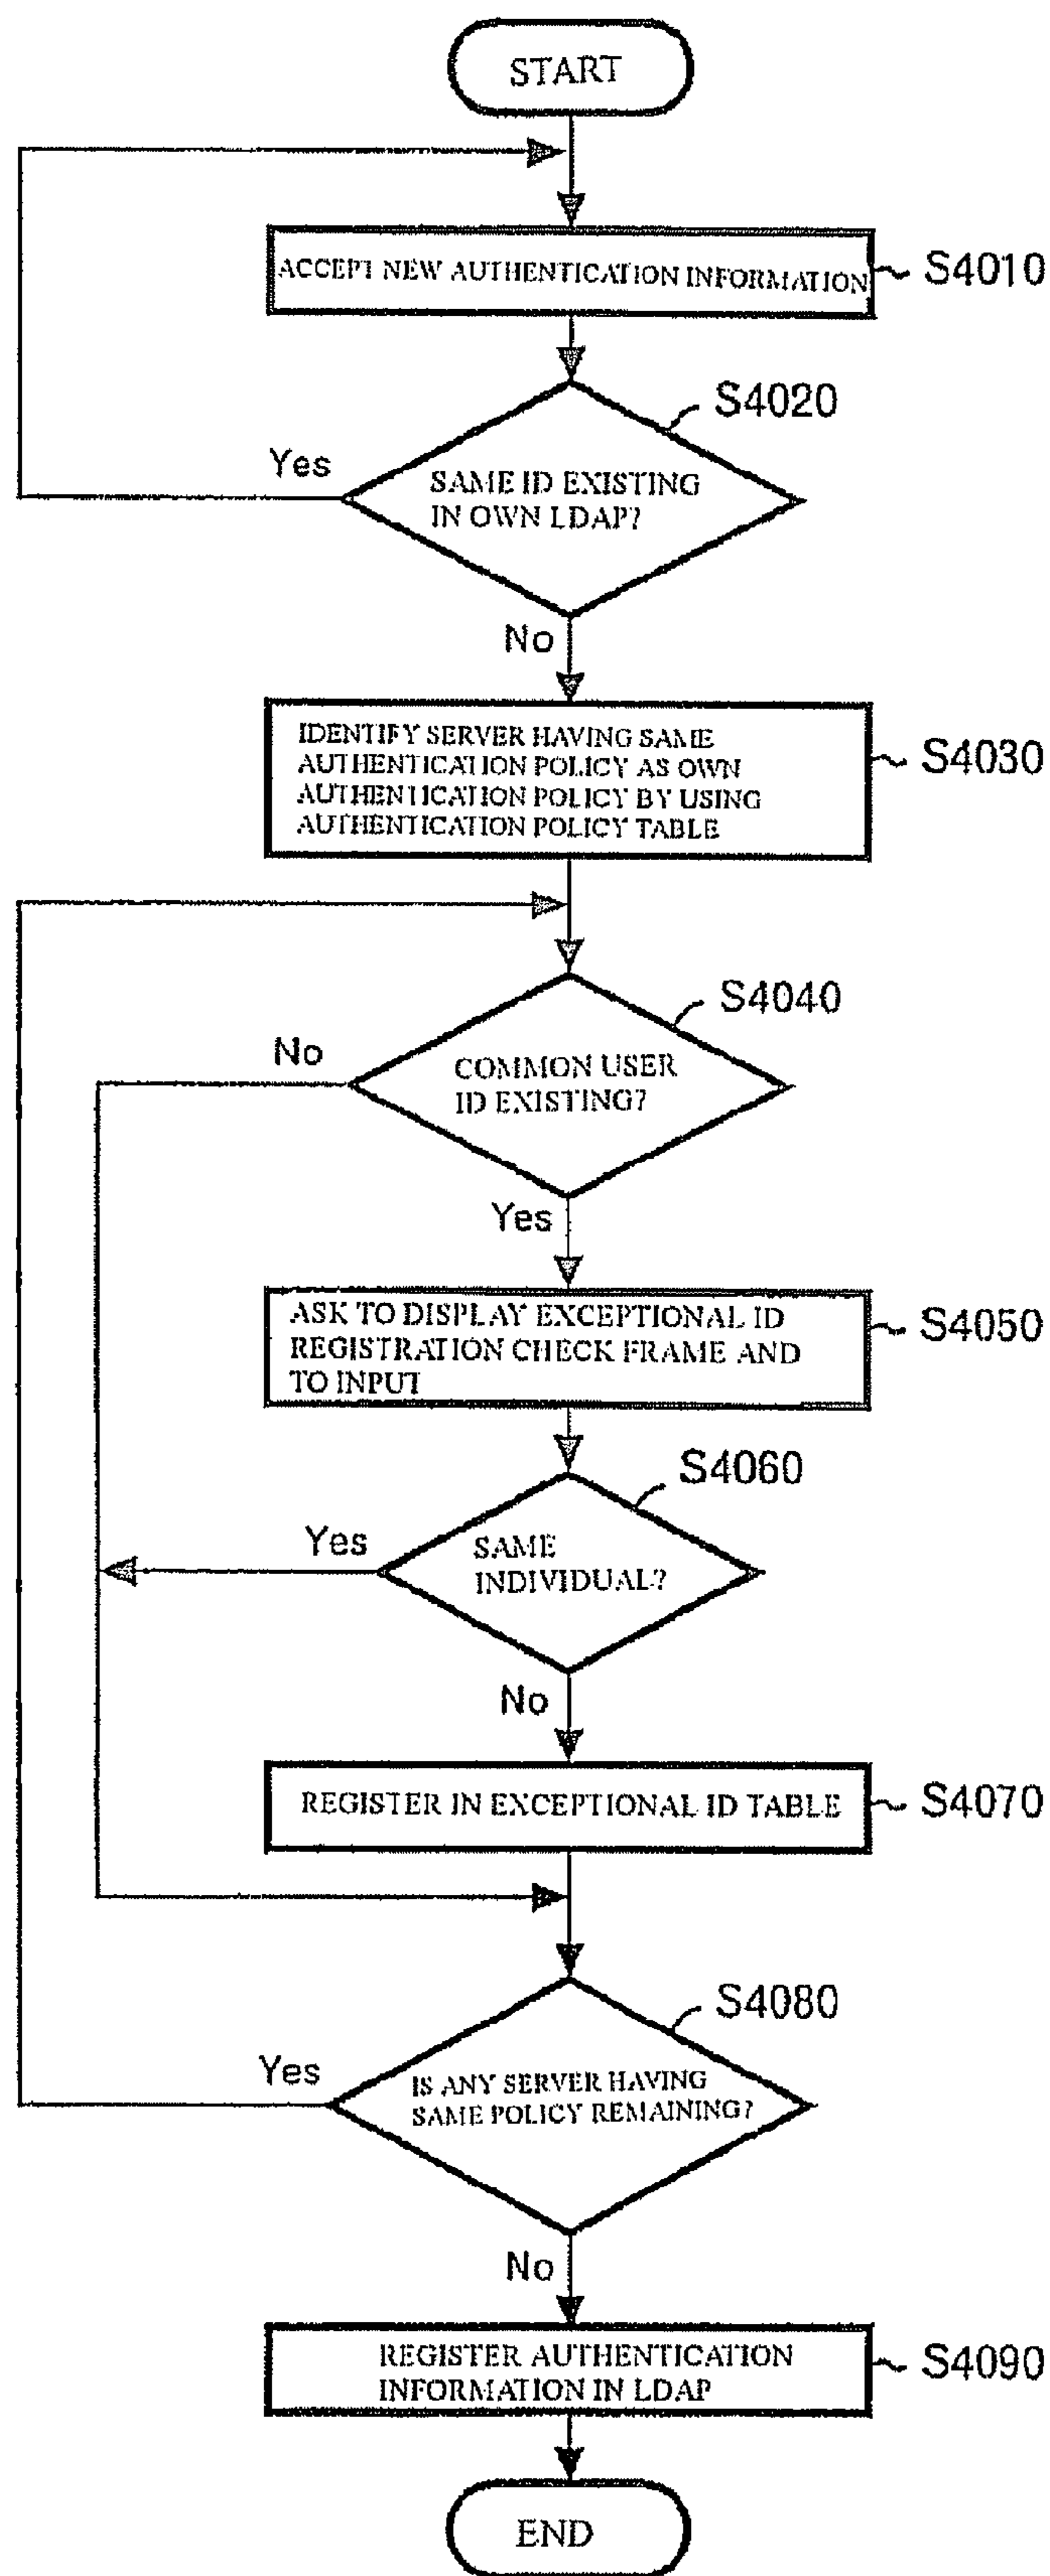 START
ACCEPT NEW AUTHENTICATION INFORMATION
S4010
S4020
Yes
SAME ID EXISTING
IN OWN LDAP?
No
IDENTIFY SERVER HAVING SAME
AUTHENTICATION POLICY AS OWN
AUTHENTICATION POLICY BY USING
AUTHENTICATION POLICY TABLE
S4030
S4040
No
COMMON USER
ID EXISTING?
Yes
ASK TO DISPLAY EXCEPTIONAL ID
REGISTRATION CHECK FRAME AND
TO INPUT
S4050
S4060
Yes
SAME
INDIVIDUAL?
No
REGISTER IN EXCEPTIONAL ID TABLE
S4070
S4080
Yes
IS ANY SERVER HAVING
SAME POLICY REMAINING?
No
REGISTER AUTHENTICATION
INFORMATION IN LDAP
S4090
END